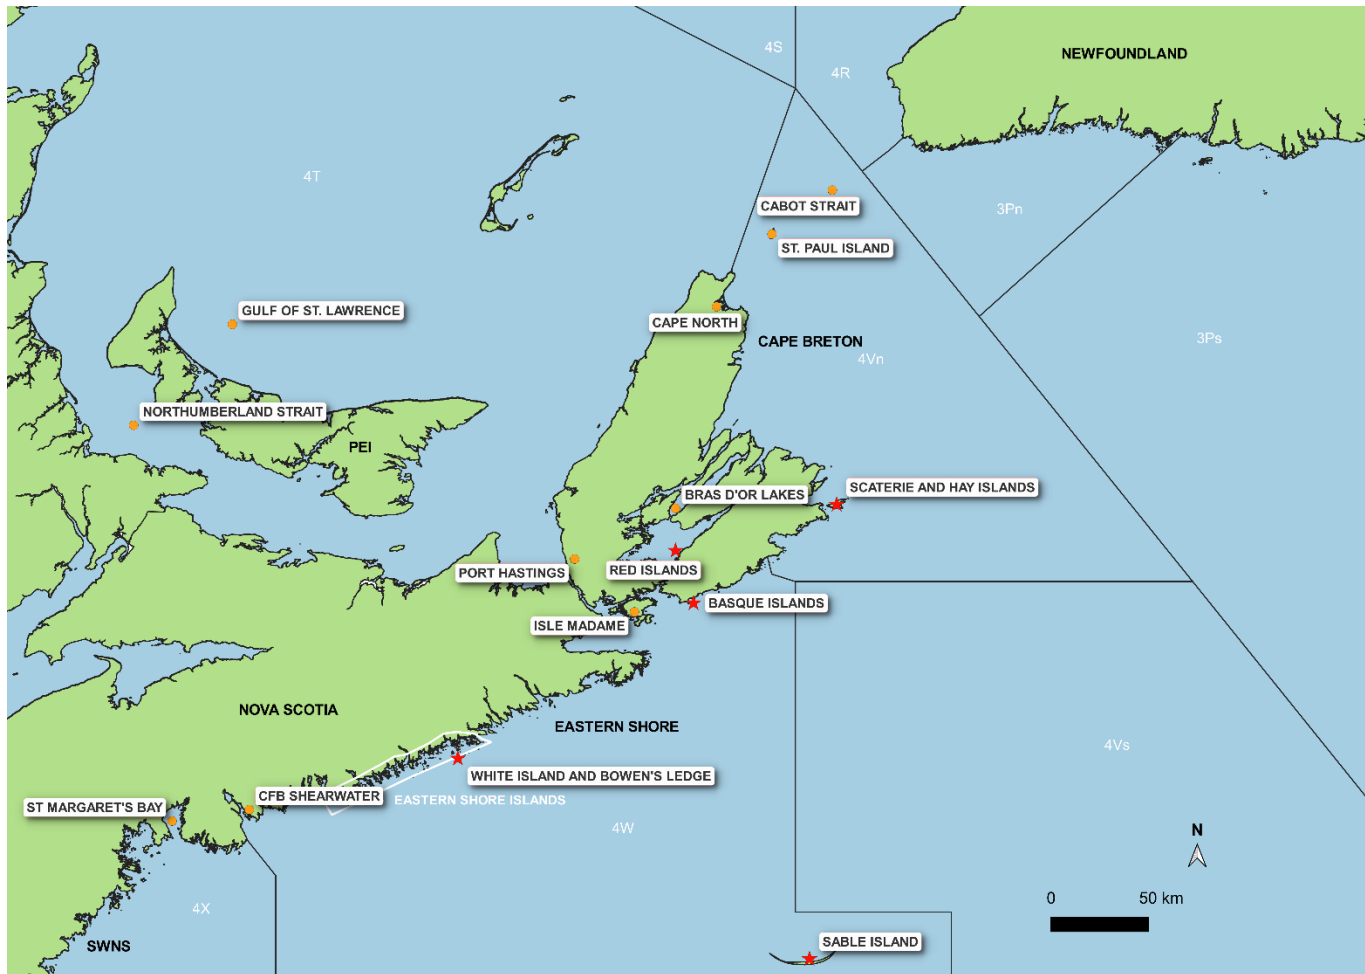 4S
NEWFOUNDLAND
4R
4T
CABOT STRAIT
3Pn
ST. PAUL ISLAND
GULF OF ST. LAWRENCE
CAPE NORTH
CAPE BRETON
3Ps
4Vn
NORTHUMBERLAND STRAIT
PEI
SCATERIE AND HAY ISLANDS
BRAS D'OR LAKES
PORT HASTINGS
RED ISLANDS
BASQUE ISLANDS
ISLE MADAME
NOVA SCOTIA
EASTERN SHORE
4Vs
WHITE ISLAND AND BOWEN'S LEDGE
CFB SHEARWATER
EASTERN SHORE ISLANDS
ST MARGARET'S BAY
4W
N
0 50 km
4X
SWNS
SABLE ISLAND